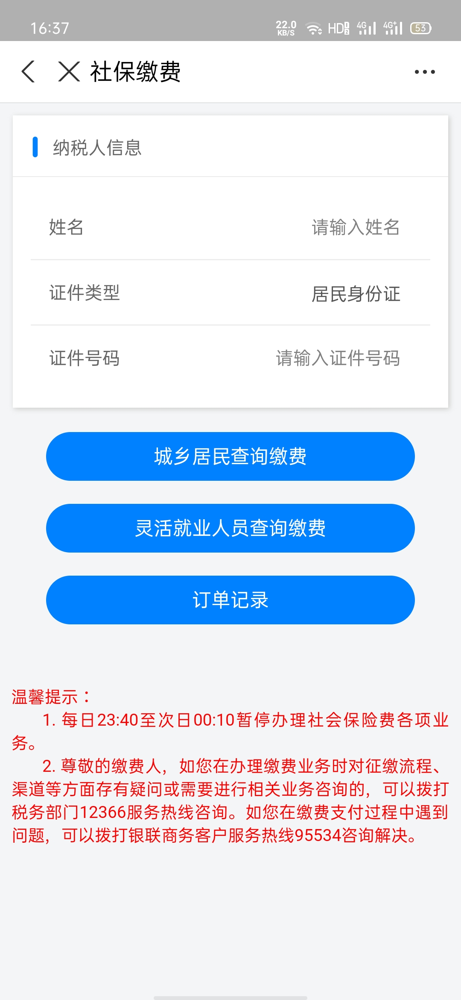 16:37
22.0
KB/S
HD
1
2
4G
4G+
53
社保缴费
纳税人信息
姓名 请输入姓名
证件类型 居民身份证
证件号码 请输入证件号码
城乡居民查询缴费
灵活就业人员查询缴费
订单记录
温馨提示：
1. 每日23:40至次日00:10暂停办理社会保险费各项业
务。
2. 尊敬的缴费人，如您在办理缴费业务时对征缴流程、
渠道等方面存有疑问或需要进行相关业务咨询的，可以拨打
税务部门12366服务热线咨询。如您在缴费支付过程中遇到
问题，可以拨打银联商务客户服务热线95534咨询解决。